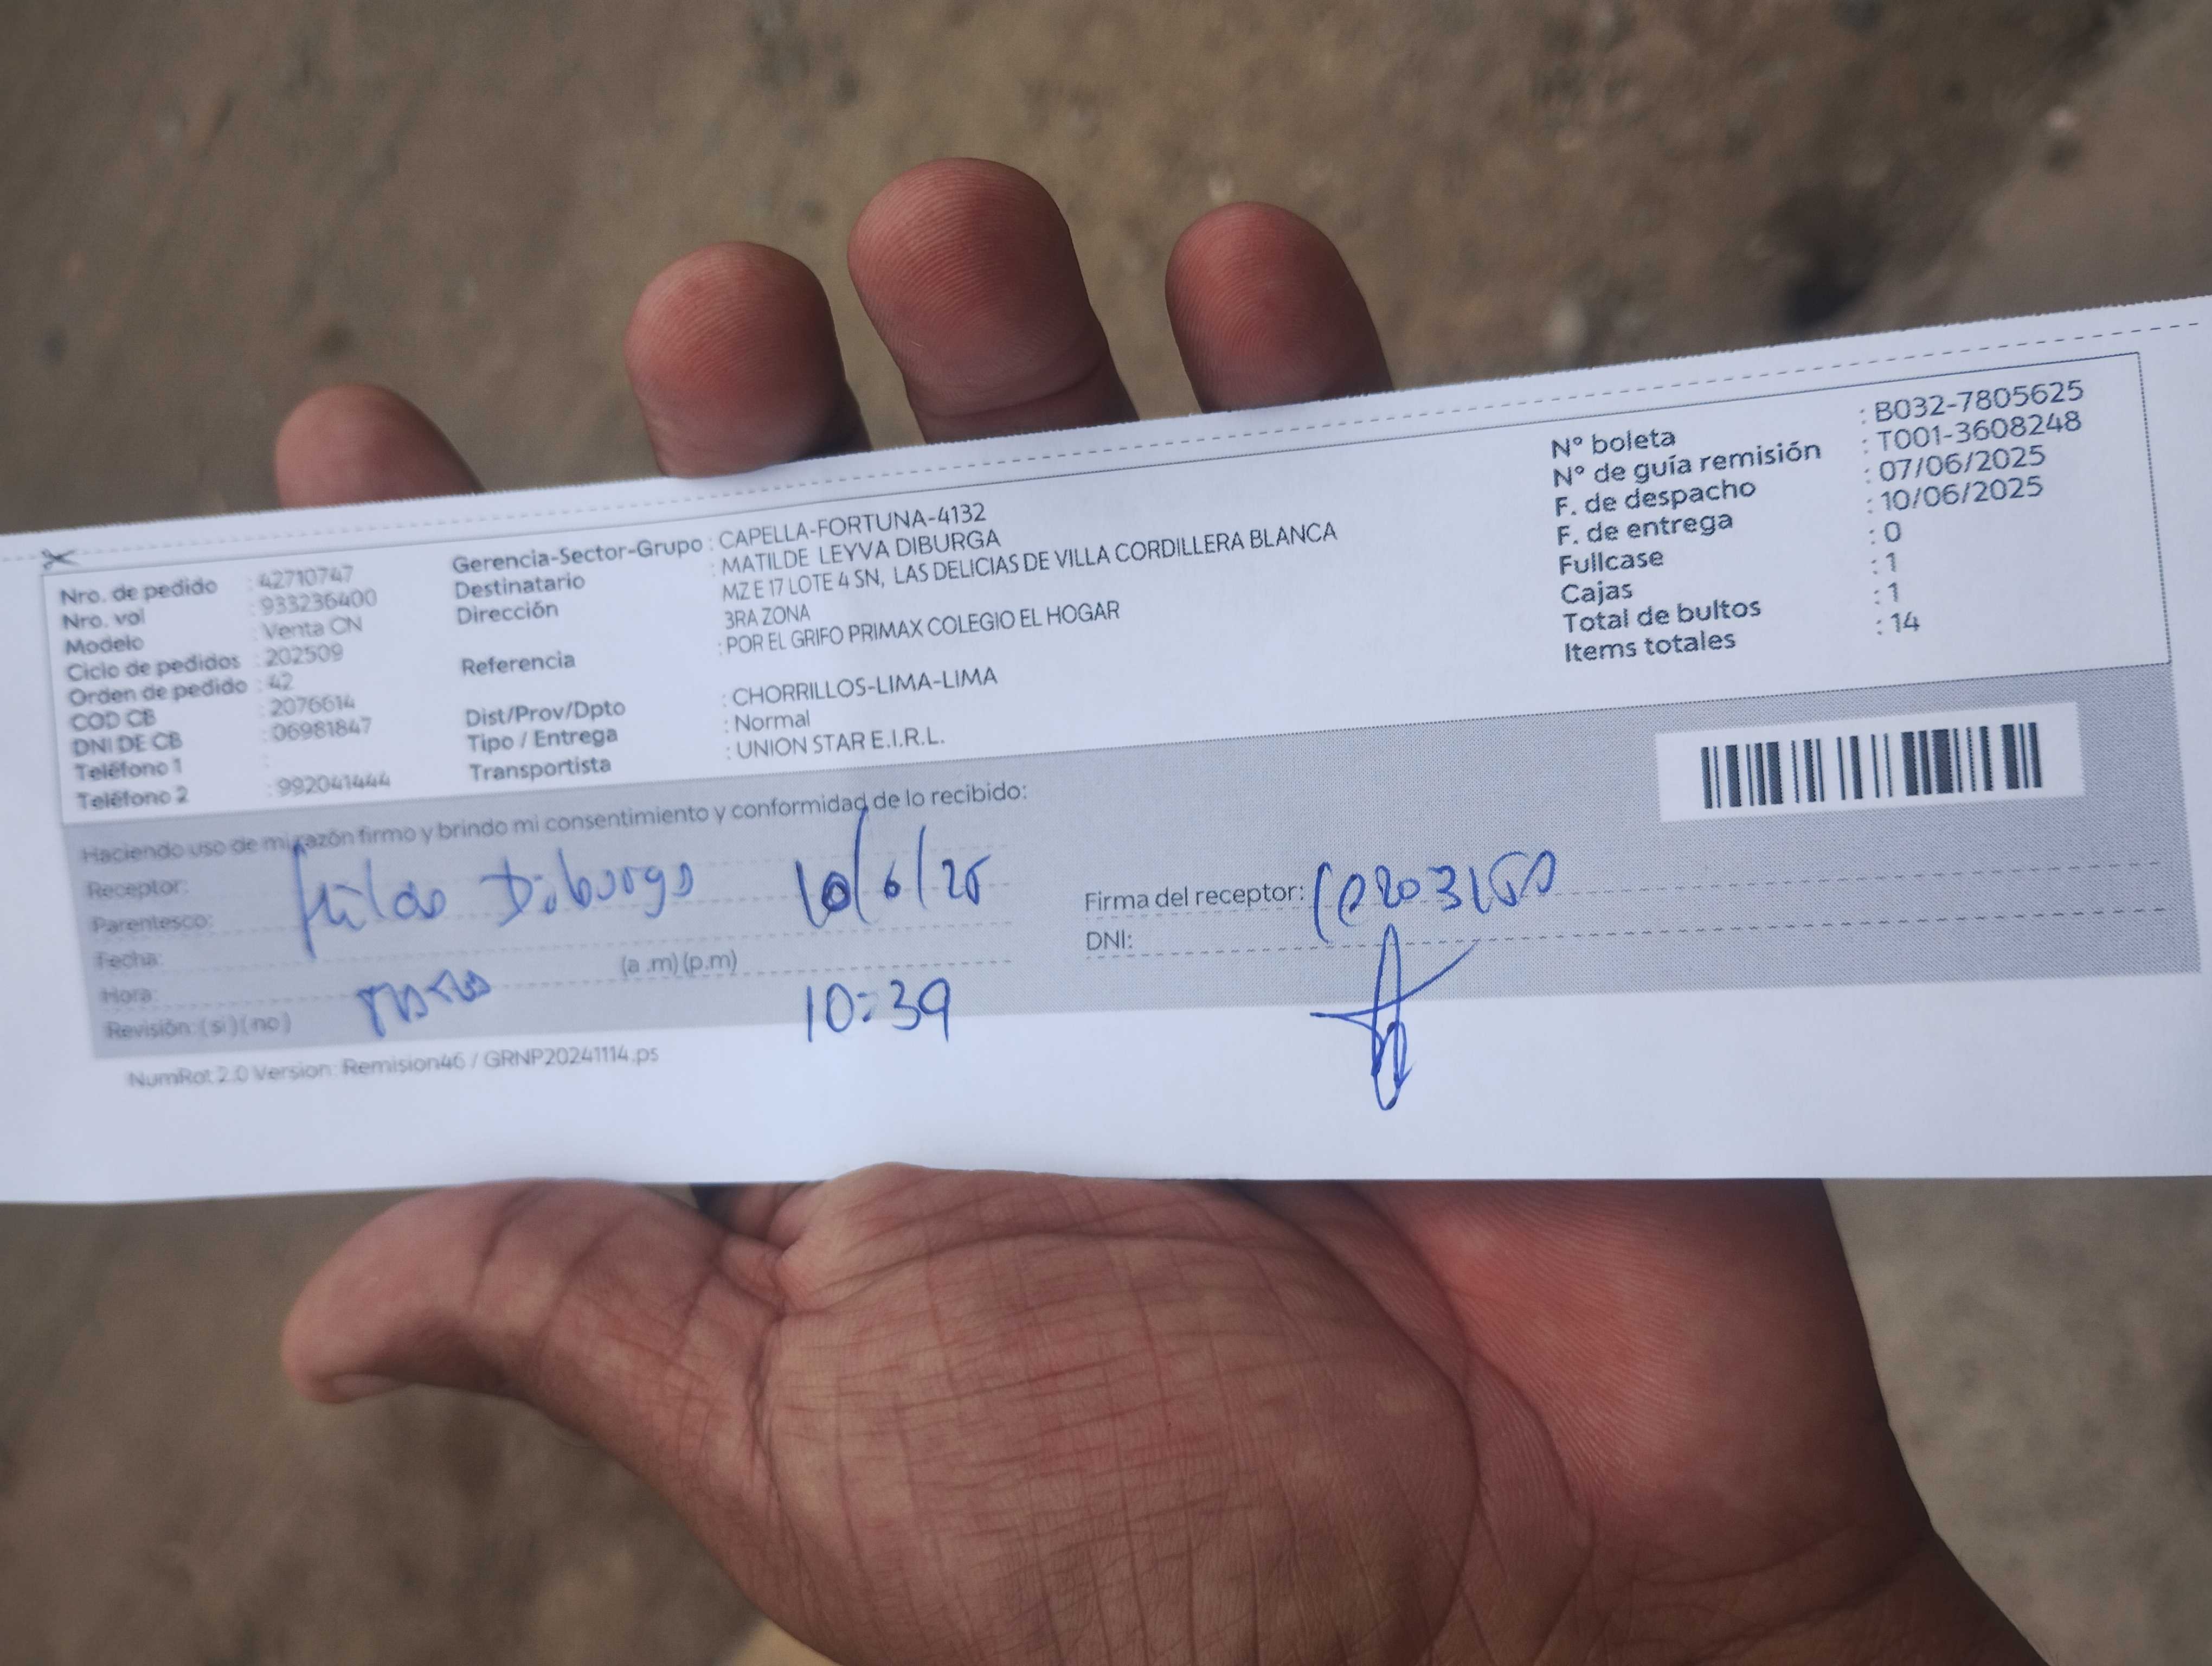 Nro. de pedido : 42710747
Nro. vol : 933236400
Modelo : Venta CN
Ciclo de pedidos : 202509
Orden de pedido : 42
COD CB : 2076614
DNI DE CB : 06981847
Teléfono 1 :
Teléfono 2 : 992041444
Gerencia-Sector-Grupo : CAPELLA-FORTUNA-4132
Destinatario : MATILDE LEYVA DIBURGA
Dirección : MZ E 17 LOTE 4 SN, LAS DELICIAS DE VILLA CORDILLERA BLANCA
3RA ZONA
Referencia : POR EL GRIFO PRIMAX COLEGIO EL HOGAR
Dist/Prov/Dpto : CHORRILLOS-LIMA-LIMA
Tipo / Entrega : Normal
Transportista : UNION STAR E.I.R.L.
N° boleta : B032-7805625
N° de guía remisión : T001-3608248
F. de despacho : 07/06/2025
F. de entrega : 10/06/2025
Fullcase : 0
Cajas : 1
Total de bultos : 1
Items totales : 14
Haciendo uso de mi razón firmo y brindo mi consentimiento y conformidad de lo recibido:
Receptor: Diburga 10/6/25
Parentesco:
Fecha:
Hora: (a .m) (p.m) 10:39
Revisión: ( si ) ( no )
Firma del receptor:
DNI:
NumRot 2.0 Version: Remision46 / GRNP20241114.ps